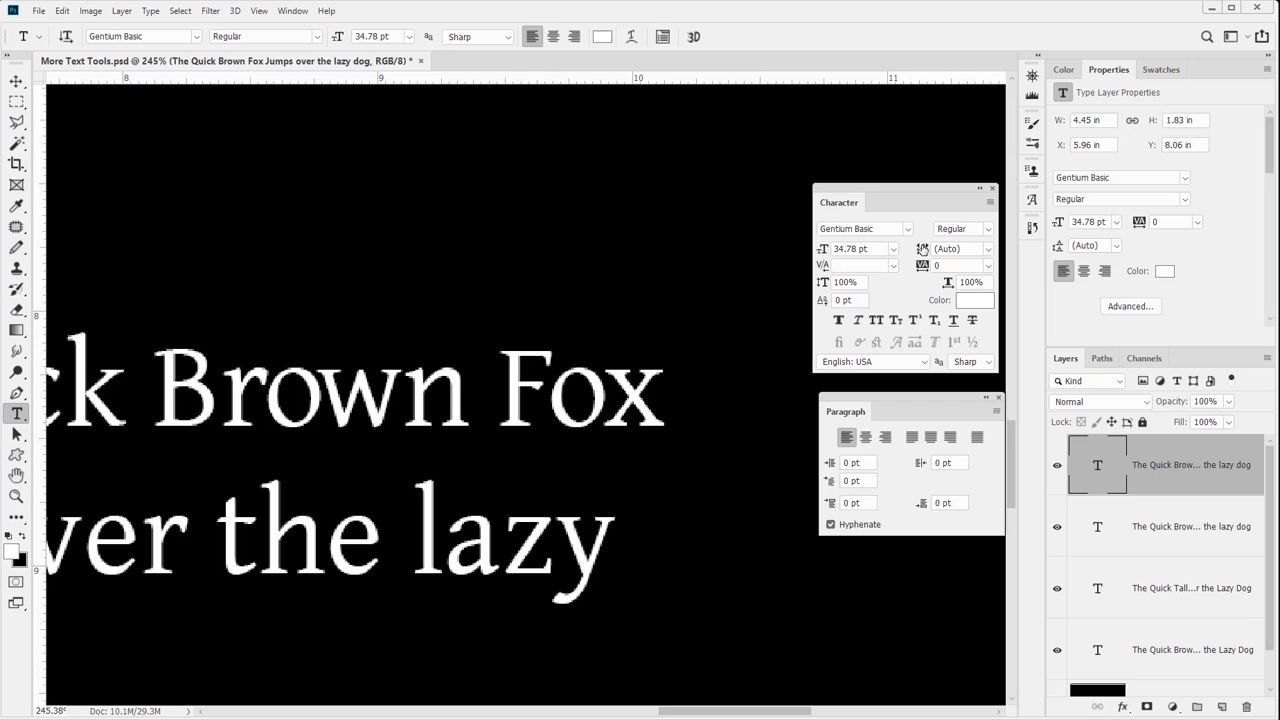 File Edit Image Layer Type Select Filter 3D View Window Help
T Gentium Basic Regular 34.78 pt Sharp 3D
More Text Tools.psd @ 245% (The Quick Brown Fox Jumps over the lazy dog, RGB/8) *
8 9 10 11
8
9
ck Brown Fox
ver the lazy
Character
Gentium Basic Regular
34.78 pt (Auto)
0
100% 100%
0 pt Color:
English: USA Sharp
Paragraph
0 pt 0 pt
0 pt
0 pt 0 pt
Hyphenate
Color Properties Swatches
Type Layer Properties
W: 4.45 in H: 1.83 in
X: 5.96 in Y: 8.06 in
Gentium Basic
Regular
34.78 pt 0
(Auto)
Color:
Advanced...
Layers Paths Channels
Kind
Normal Opacity: 100%
Lock: Fill: 100%
The Quick Brow... the lazy dog
The Quick Brow... the lazy dog
The Quick Tall...r the Lazy Dog
The Quick Brow... the Lazy Dog
245.38% Doc: 10.1M/29.3M